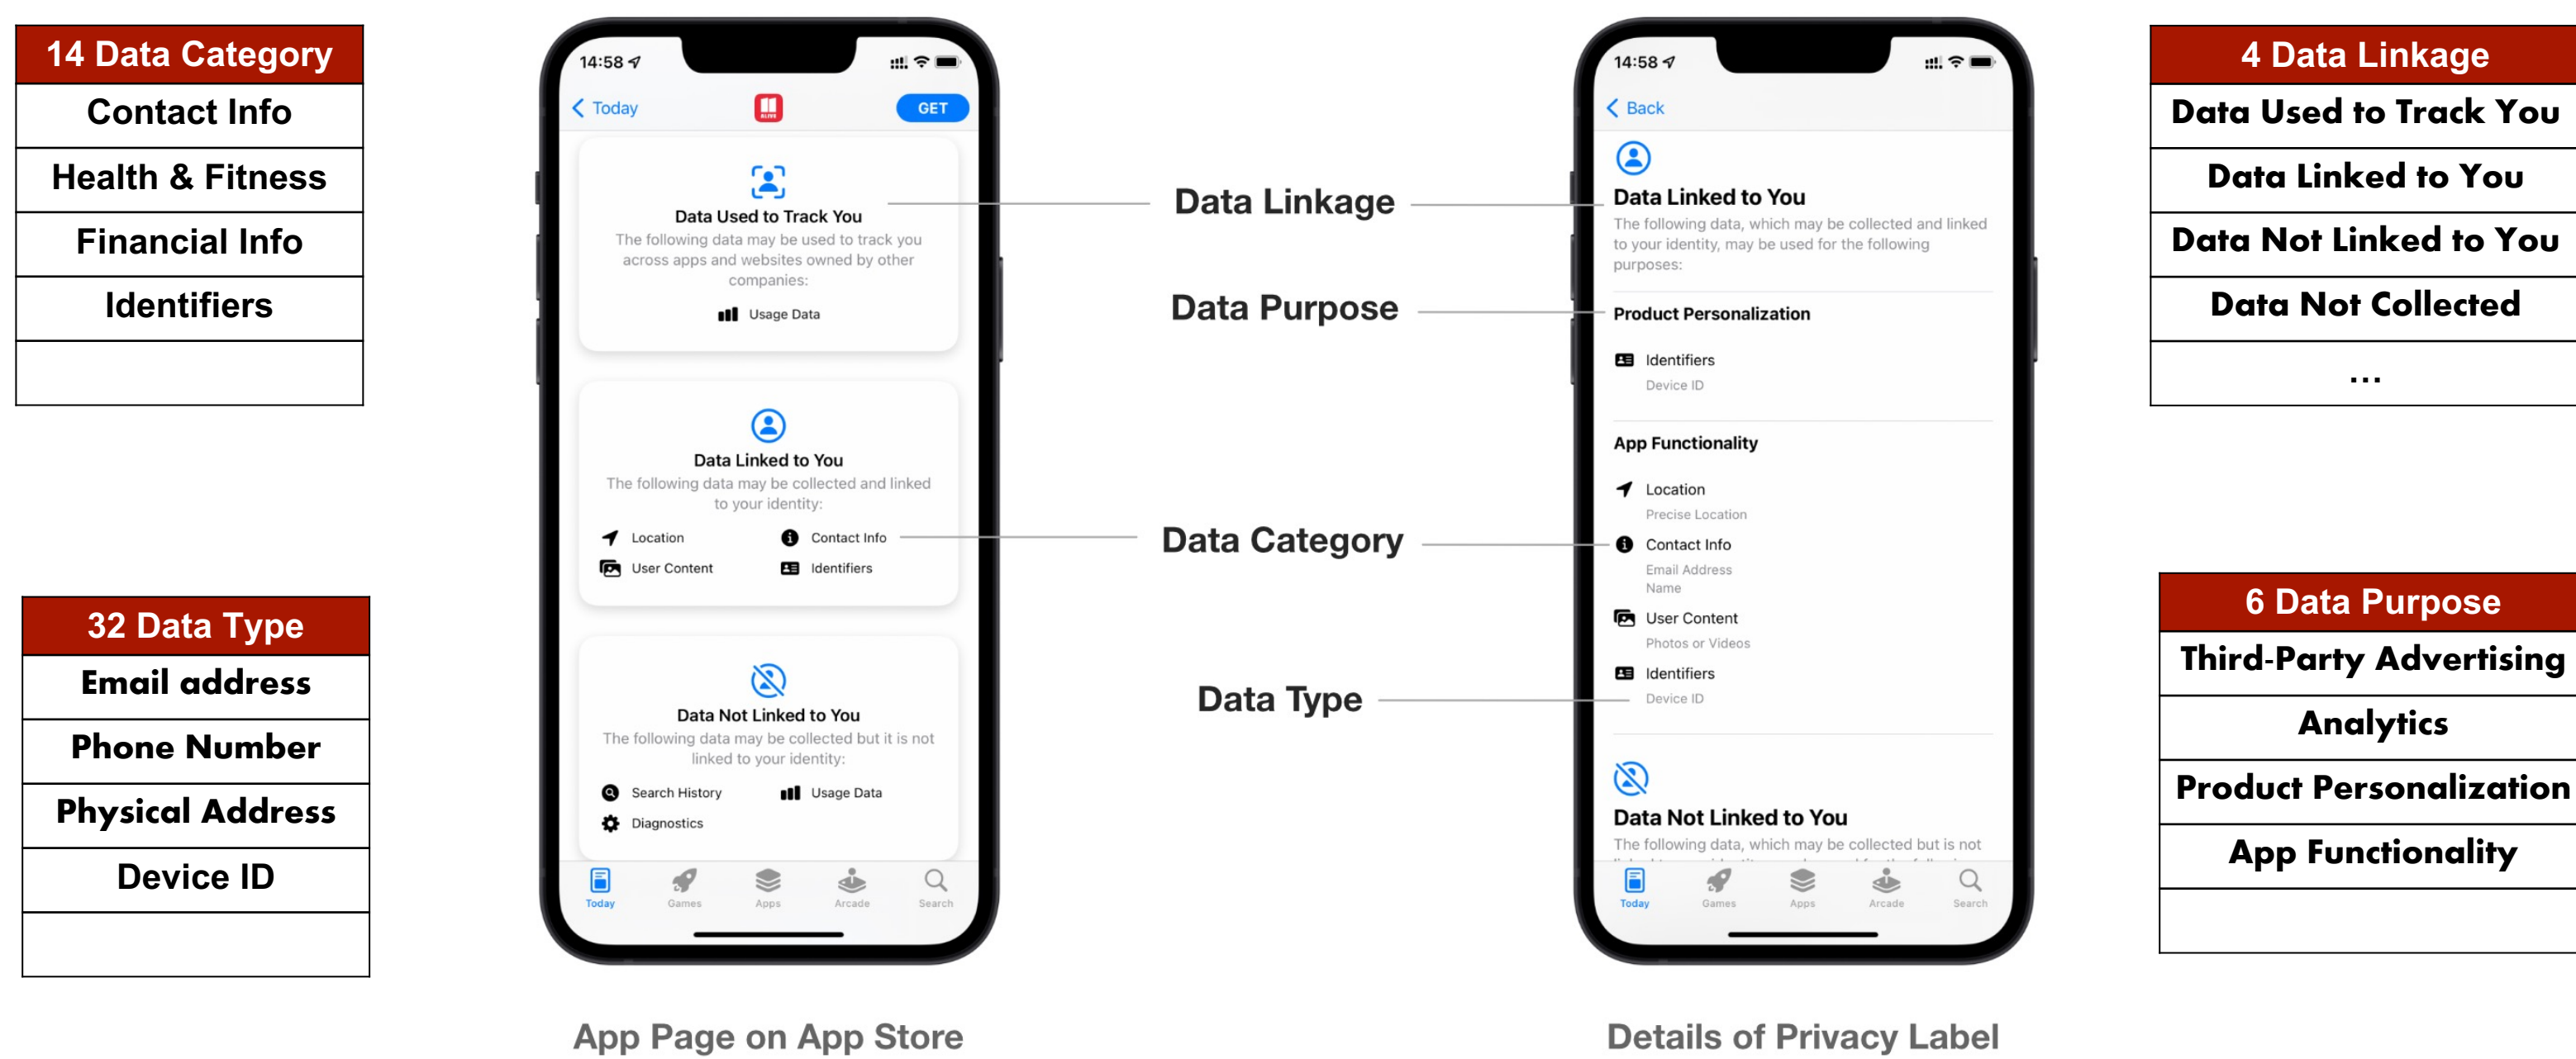 14 Data Category
Contact Info
Health & Fitness
Financial Info
Identifiers
32 Data Type
Email address
Phone Number
Physical Address
Device ID
14:58
Today
ALIVE
GET
Data Used to Track You
The following data may be used to track you
across apps and websites owned by other
companies:
Usage Data
Data Linked to You
The following data may be collected and linked
to your identity:
Location
Contact Info
User Content
Identifiers
Data Not Linked to You
The following data may be collected but it is not
linked to your identity:
Search History
Usage Data
Diagnostics
Today
Games
Apps
Arcade
Search
App Page on App Store
Data Linkage
Data Purpose
Data Category
Data Type
14:58
Back
Data Linked to You
The following data, which may be collected and linked
to your identity, may be used for the following
purposes:
Product Personalization
Identifiers
Device ID
App Functionality
Location
Precise Location
Contact Info
Email Address
Name
User Content
Photos or Videos
Identifiers
Device ID
Data Not Linked to You
The following data, which may be collected but is not
Today
Games
Apps
Arcade
Search
Details of Privacy Label
4 Data Linkage
Data Used to Track You
Data Linked to You
Data Not Linked to You
Data Not Collected
...
6 Data Purpose
Third-Party Advertising
Analytics
Product Personalization
App Functionality